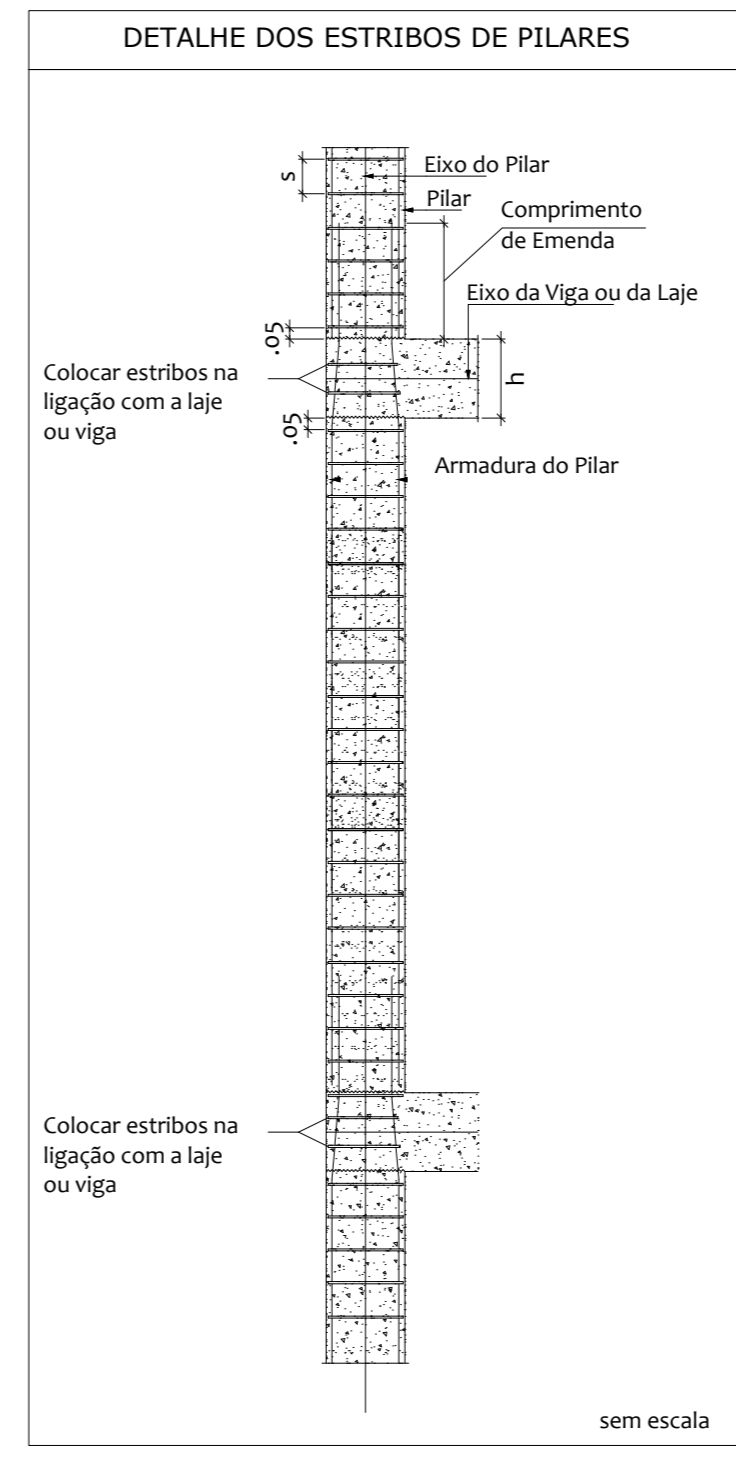 DETALHE DOS ESTRIBOS DE PILARES
s
Eixo do Pilar
Pilar
Comprimento
de Emenda
Eixo da Viga ou da Laje
.05
h
Colocar estribos na
ligação com a laje
ou viga
.05
Armadura do Pilar
Colocar estribos na
ligação com a laje
ou viga
sem escala